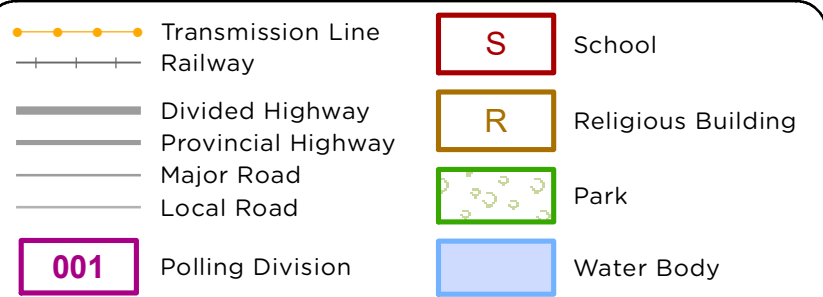 Transmission Line
Railway
Divided Highway
Provincial Highway
Major Road
Local Road
001 Polling Division
S School
R Religious Building
Park
Water Body